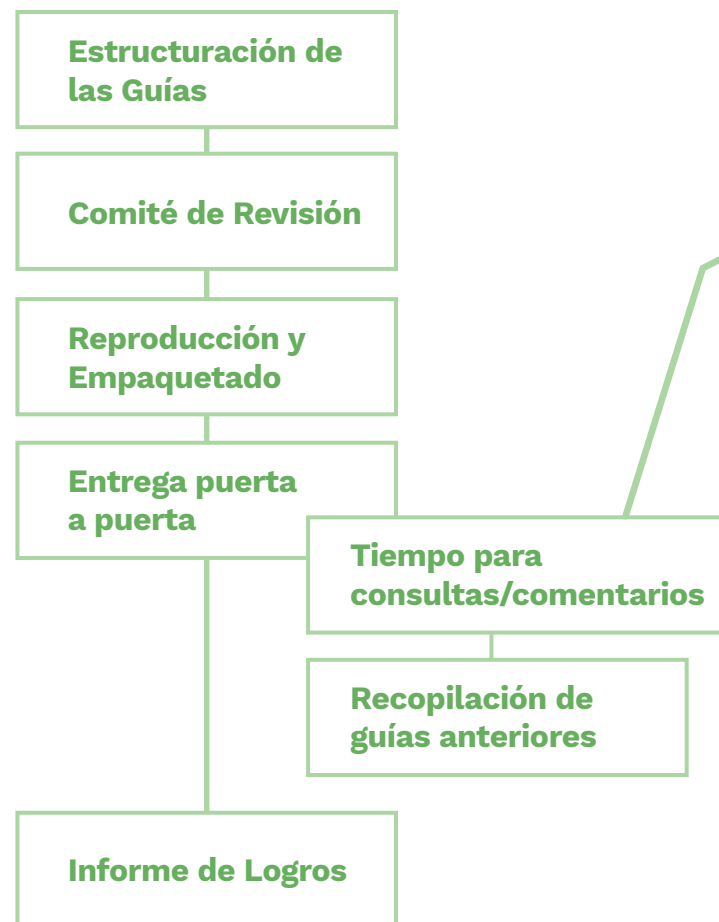 Estructuración de
las Guías
Comité de Revisión
Reproducción y
Empaquetado
Entrega puerta
a puerta
Tiempo para
consultas/comentarios
Recopilación de
guías anteriores
Informe de Logros